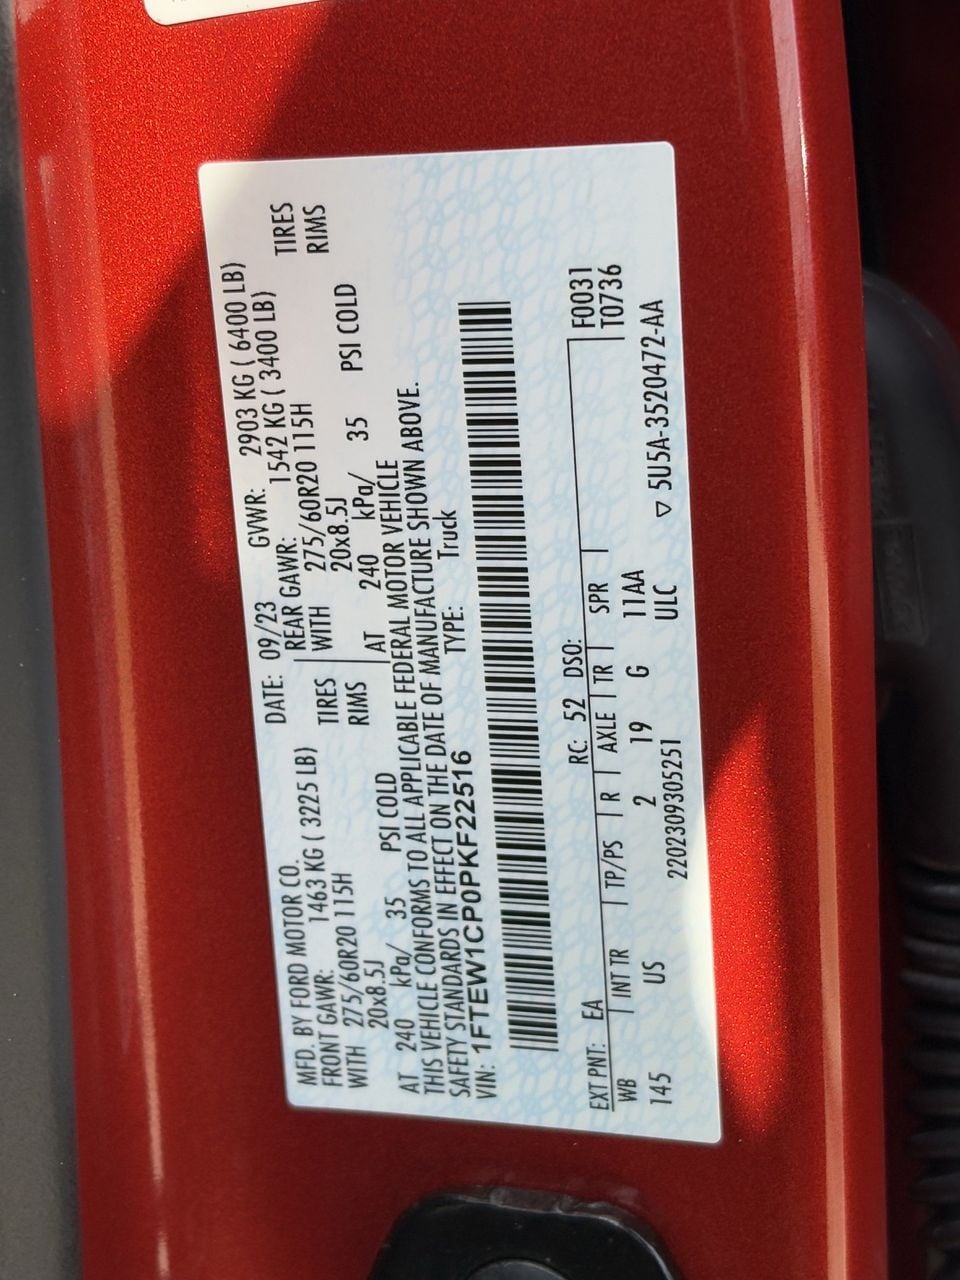 MFD. BY FORD MOTOR CO. DATE: 09/23 GVWR: 2903 KG ( 6400 LB)
FRONT GAWR: 1463 KG ( 3225 LB) REAR GAWR: 1542 KG ( 3400 LB)
WITH 275/60R20 115H TIRES WITH 275/60R20 115H TIRES
20x8.5J RIMS 20x8.5J RIMS
AT 240 kPa/ 35 PSI COLD AT 240 kPa/ 35 PSI COLD
THIS VEHICLE CONFORMS TO ALL APPLICABLE FEDERAL MOTOR VEHICLE
SAFETY STANDARDS IN EFFECT ON THE DATE OF MANUFACTURE SHOWN ABOVE.
VIN: 1FTEW1CP0PKF22516 TYPE: Truck
EXT PNT: EA RC: 52 DSO: F0031
WB INT TR TP/PS R AXLE TR SPR T0736
145 US 2 19 G 11AA
2202309305251 ULC ▽ 5U5A-3520472-AA